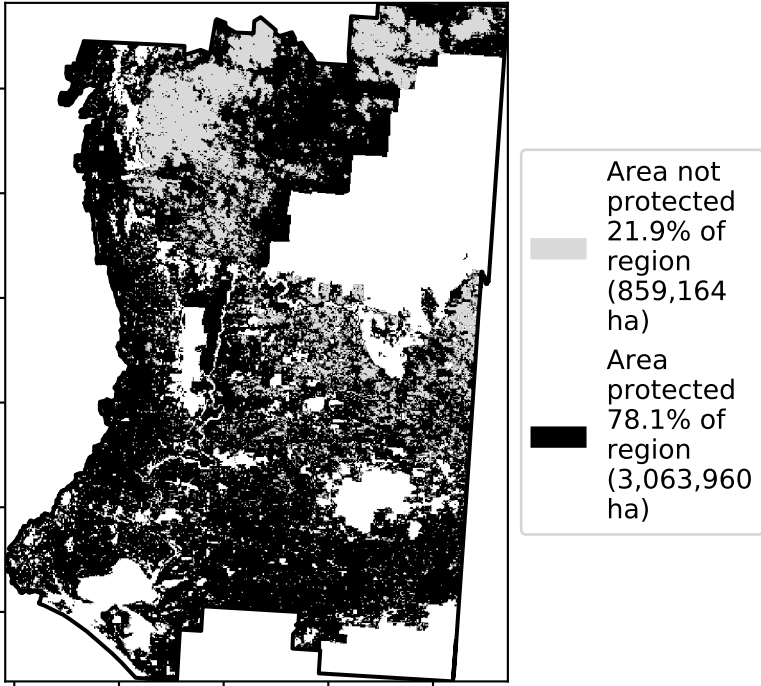 Area not
protected
21.9% of
region
(859,164
ha)
Area
protected
78.1% of
region
(3,063,960
ha)